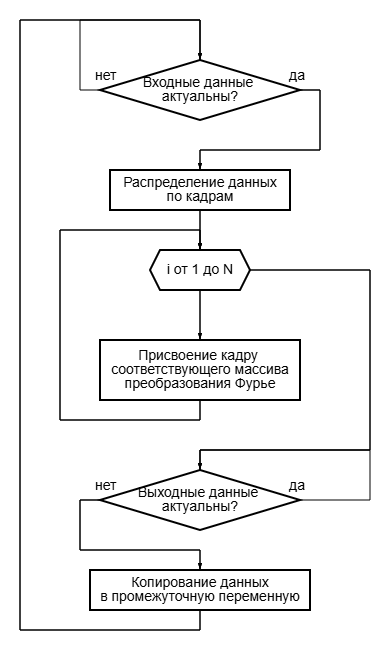 нет
Входные данные
да
актуальны?
Распределение данных
по кадрам
i от 1 до N
Присвоение кадру
соответствующего массива
преобразования Фурье
нет
Выходные данные
да
актуальны?
Копирование данных
в промежуточную переменную